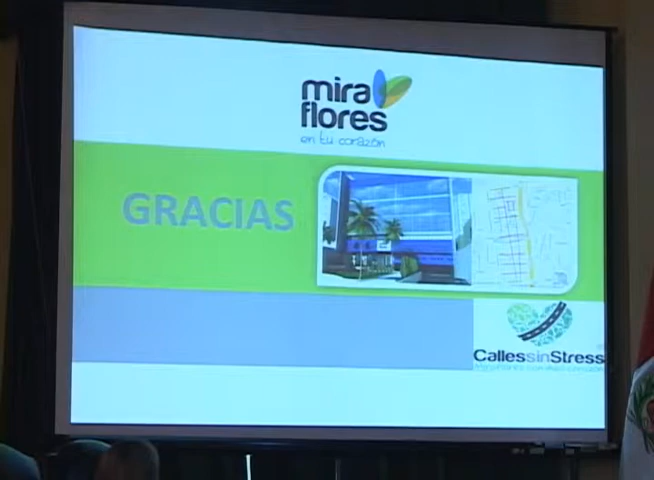 mira
flores
en tu corazón
GRACIAS
CallessinStress